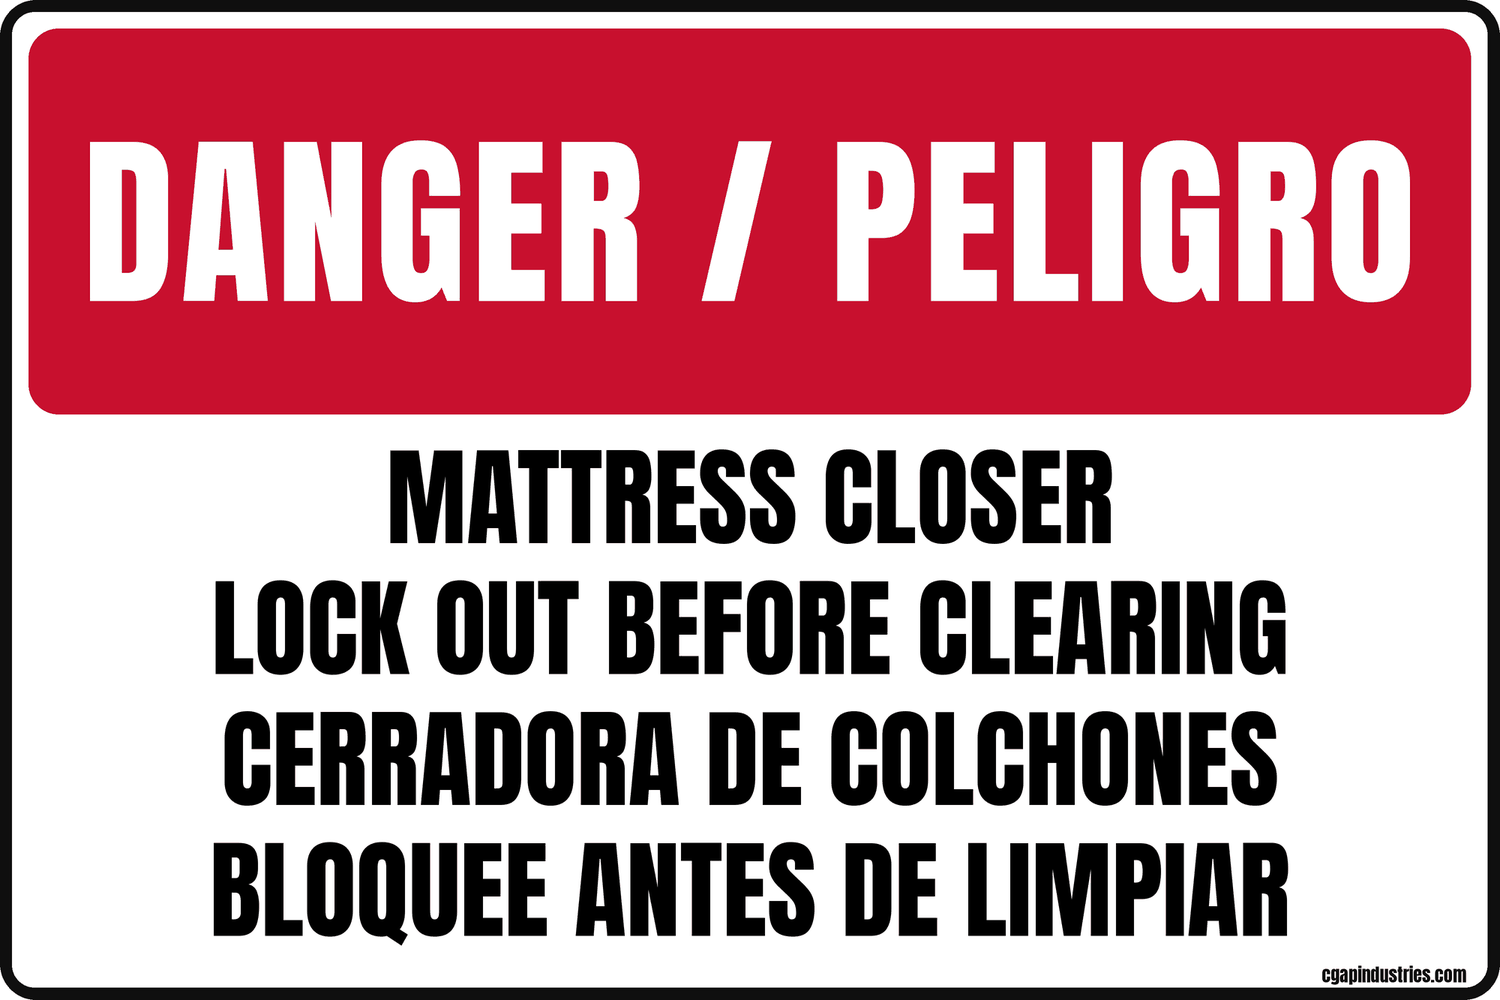 DANGER / PELIGRO
MATTRESS CLOSER
LOCK OUT BEFORE CLEARING
CERRADORA DE COLCHONES
BLOQUEE ANTES DE LIMPIAR
cgapindustries.com